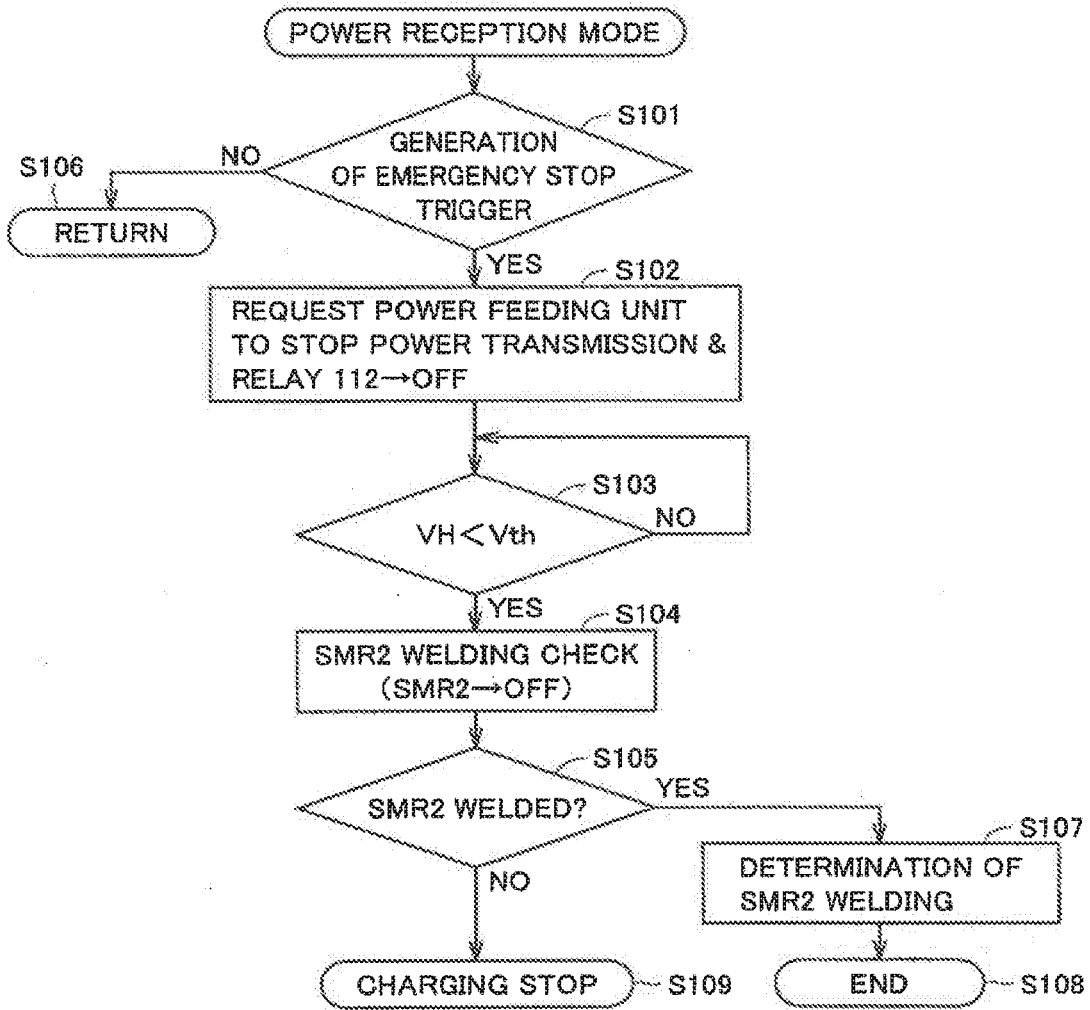 POWER RECEPTION MODE
S101
GENERATION
OF EMERGENCY STOP
TRIGGER
NO
S106
RETURN
YES
S102
REQUEST POWER FEEDING UNIT
TO STOP POWER TRANSMISSION &
RELAY 112→OFF
S103
VH<Vth
NO
YES
S104
SMR2 WELDING CHECK
(SMR2→OFF)
S105
SMR2 WELDED?
YES
S107
DETERMINATION OF
SMR2 WELDING
NO
CHARGING STOP
S109
END
S108